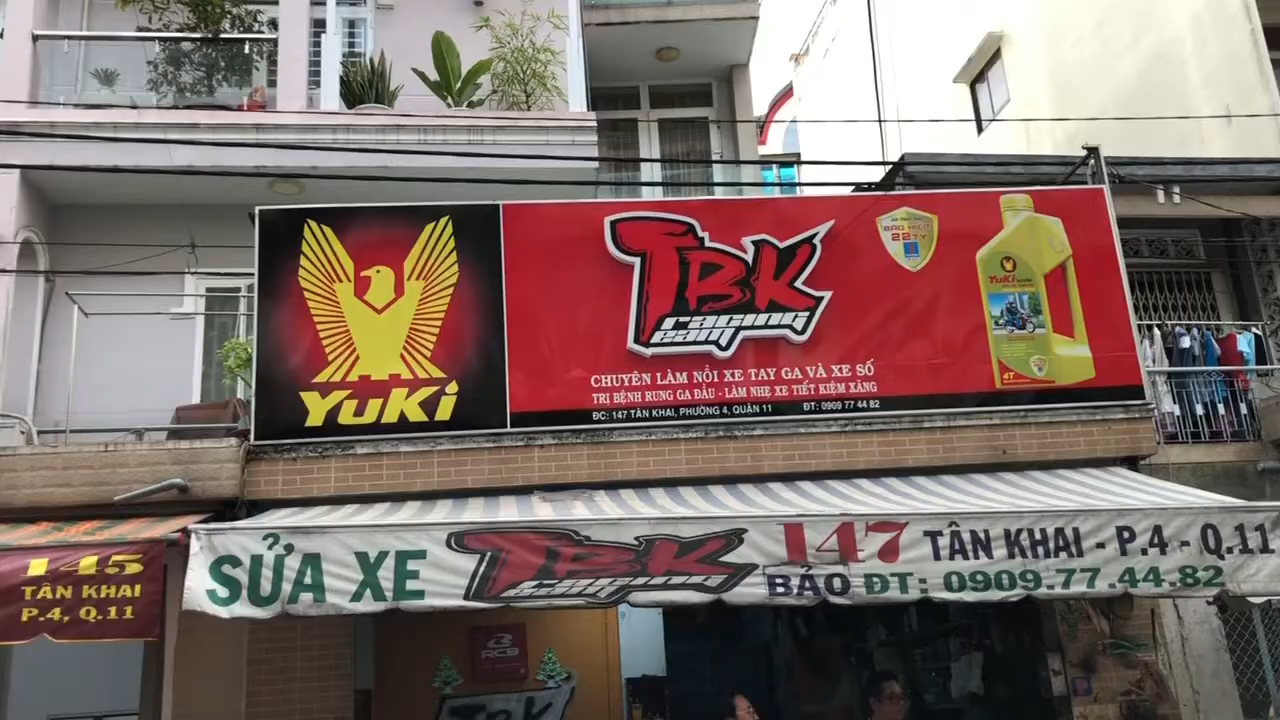 YuKi
TBK
racing
eam
BẢO HIỂM
22 TỶ
YuKi
4T
CHUYÊN LÀM NỒI XE TAY GA VÀ XE SỐ
TRỊ BỆNH RUNG GA ĐẦU - LÀM NHẸ XE TIẾT KIỆM XĂNG
ĐC: 147 TÂN KHAI, PHƯỜNG 4, QUẬN 11 ĐT: 0909 77 44 82
SỬA XE TBK racing eam 147 TÂN KHAI - P.4 - Q.11
BẢO ĐT: 0909.77.44.82
145
TÂN KHAI
P.4, Q.11
RCB
TBK